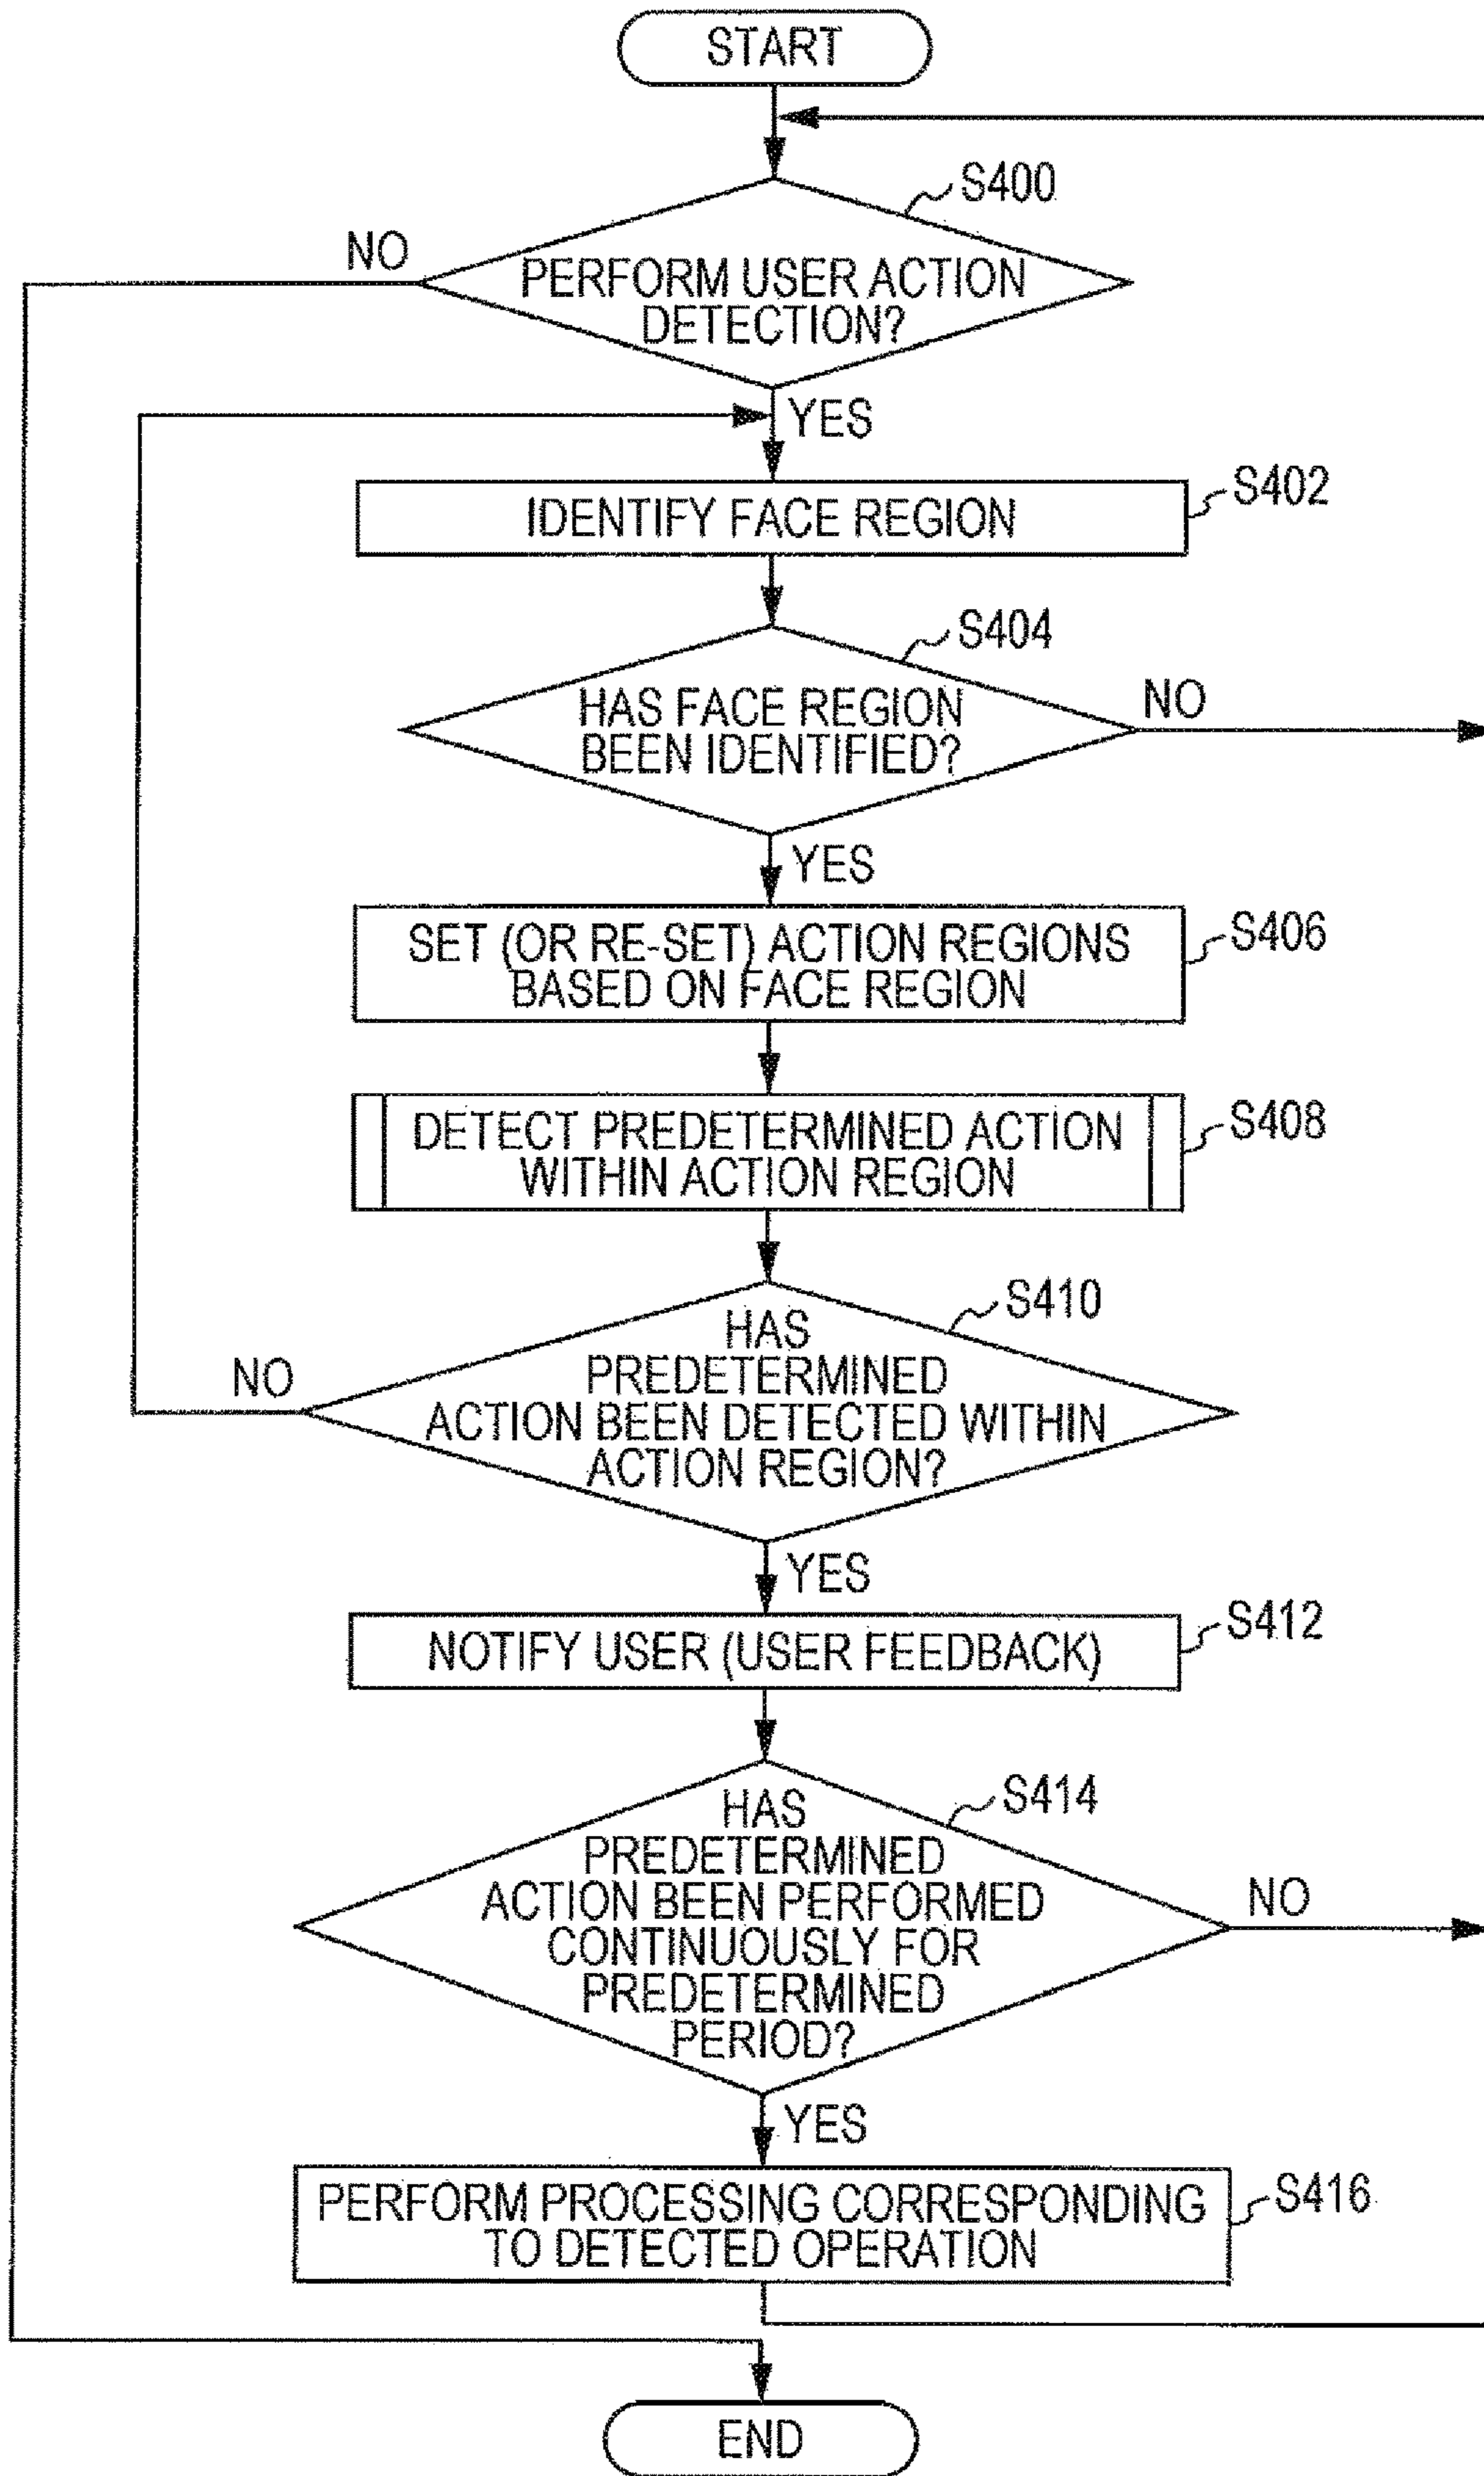 START
S400
NO
PERFORM USER ACTION
DETECTION?
YES
IDENTIFY FACE REGION
S402
S404
HAS FACE REGION
BEEN IDENTIFIED?
NO
YES
SET (OR RE-SET) ACTION REGIONS
BASED ON FACE REGION
S406
DETECT PREDETERMINED ACTION
WITHIN ACTION REGION
S408
S410
HAS
PREDETERMINED
ACTION BEEN DETECTED WITHIN
ACTION REGION?
NO
YES
NOTIFY USER (USER FEEDBACK)
S412
S414
HAS
PREDETERMINED
ACTION BEEN PERFORMED
CONTINUOUSLY FOR
PREDETERMINED
PERIOD?
NO
YES
PERFORM PROCESSING CORRESPONDING
TO DETECTED OPERATION
S416
END